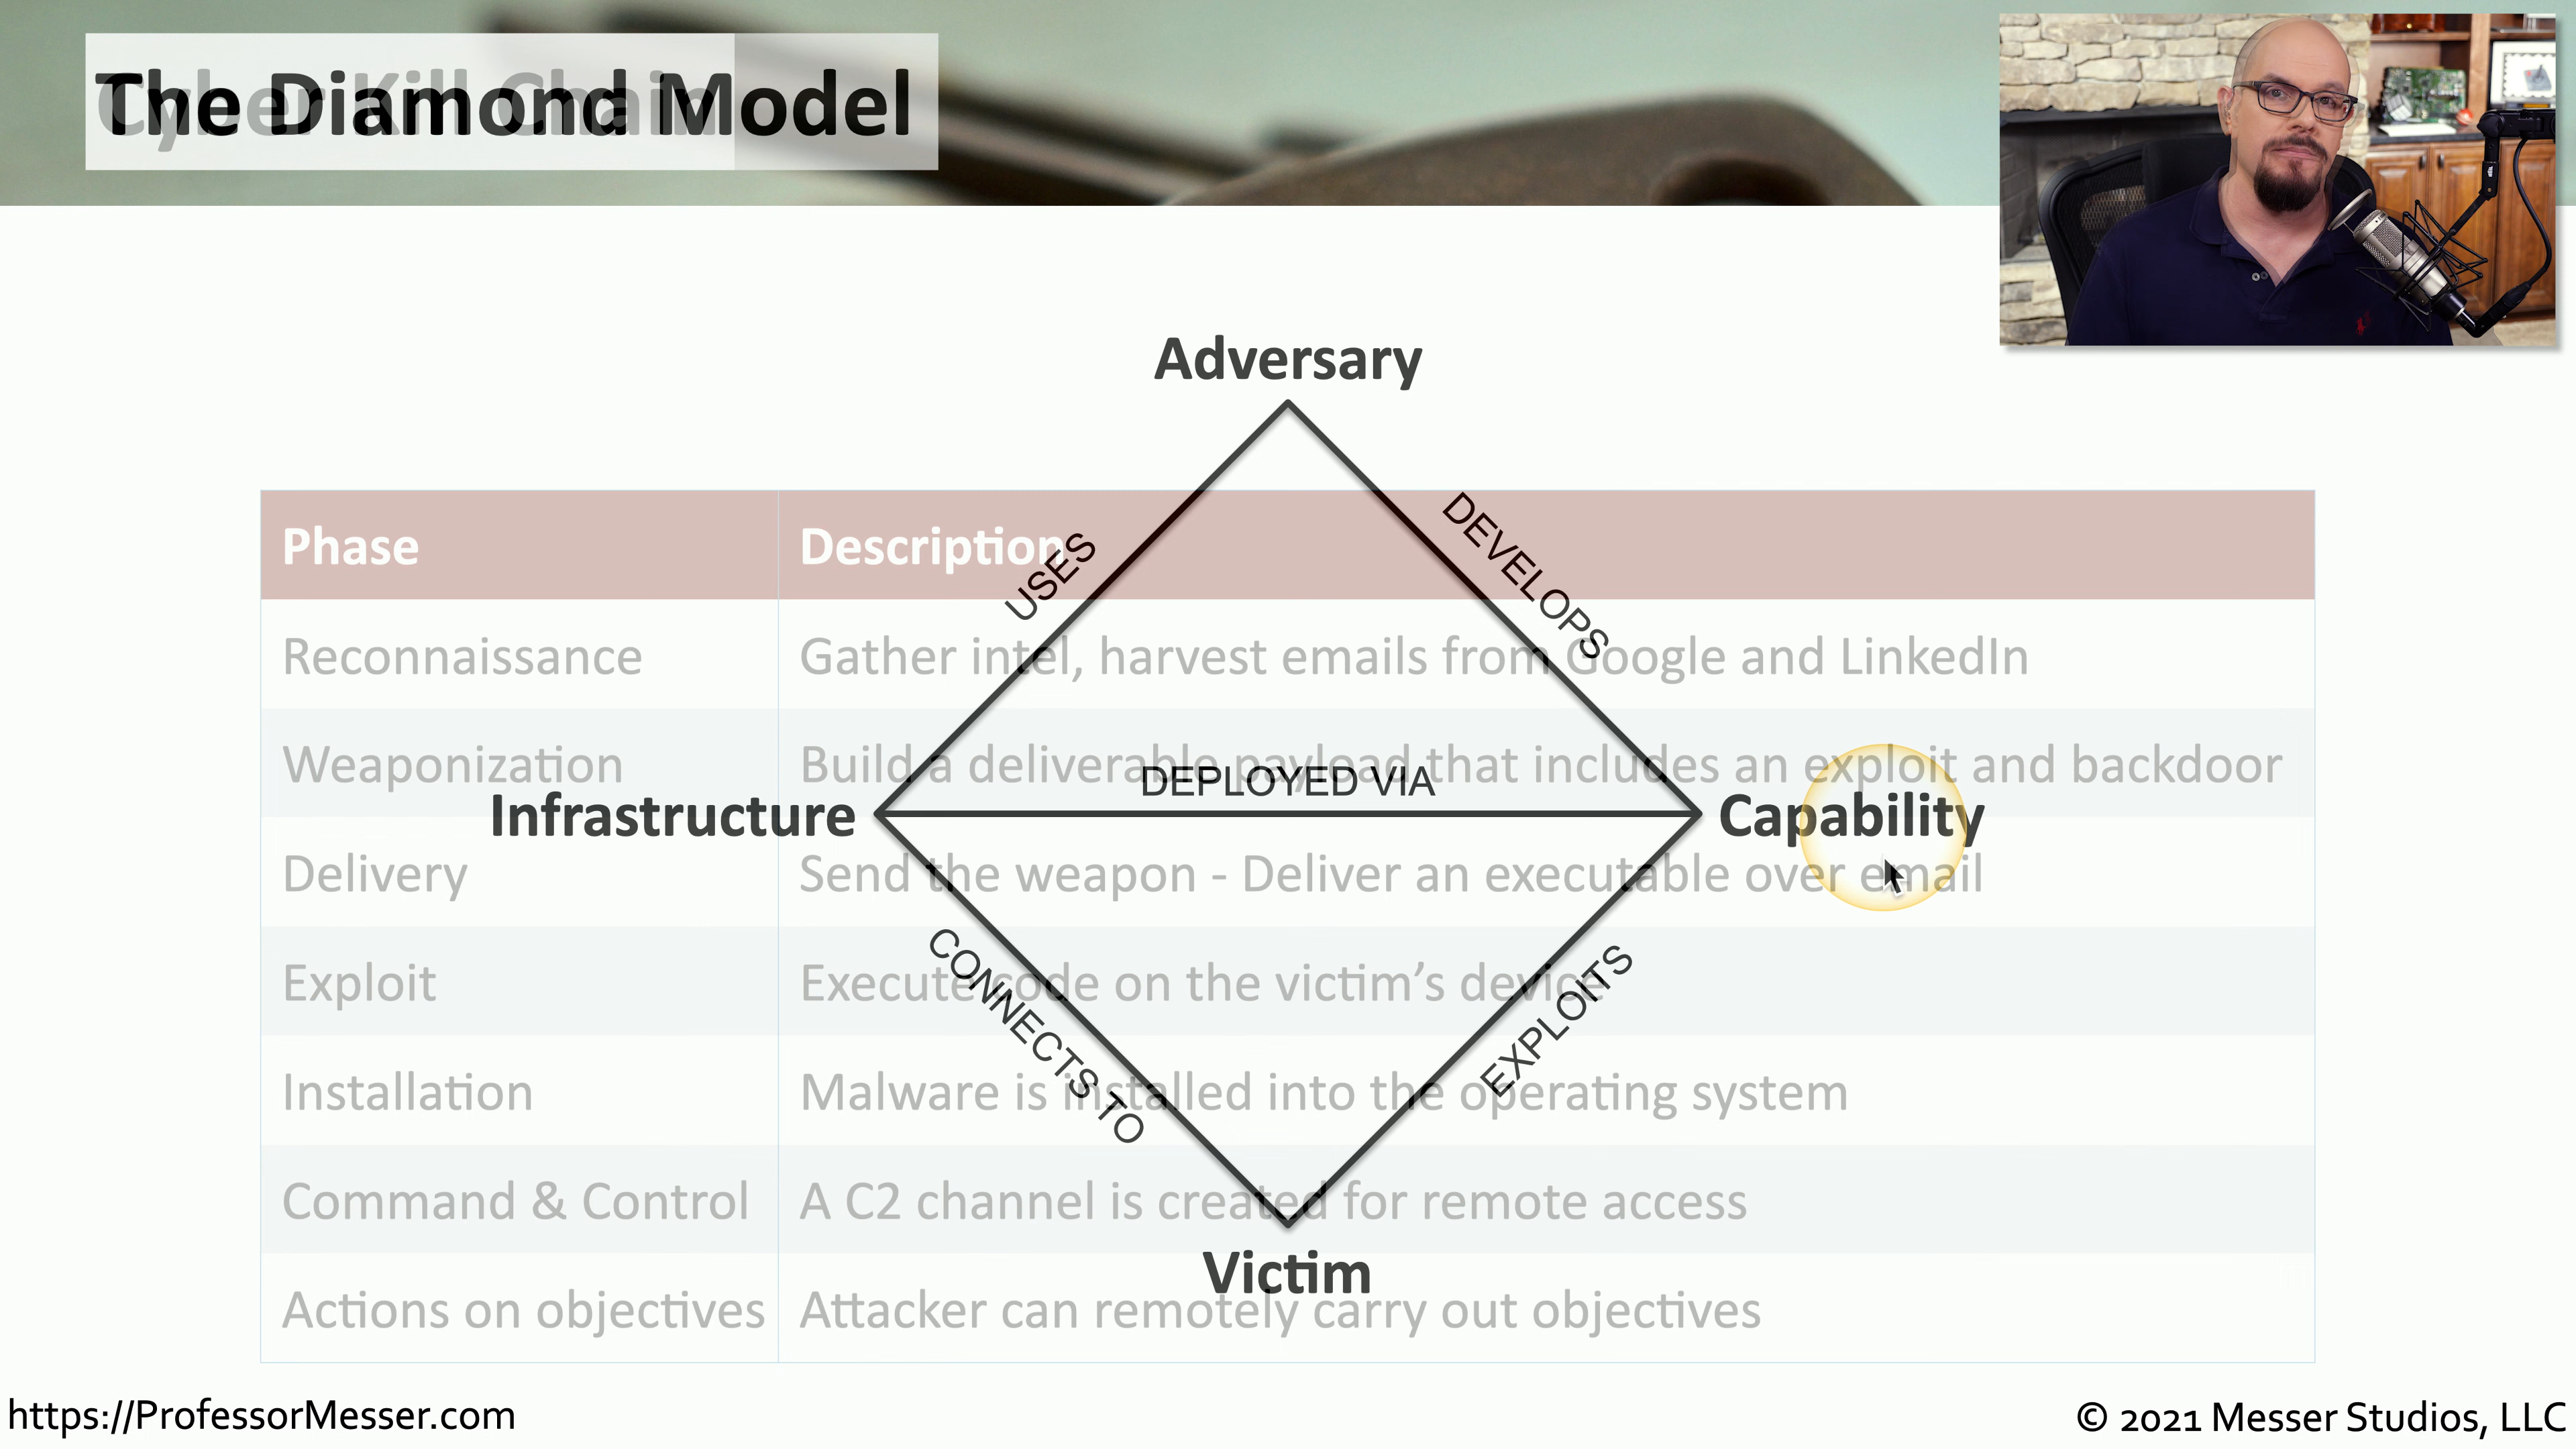 The Diamond Model
Cyber Kill Chain
Adversary
Phase Description
USES
DEVELOPS
Reconnaissance Gather intel, harvest emails from Google and LinkedIn
Weaponization Build a deliverable payload that includes an exploit and backdoor
DEPLOYED VIA
Infrastructure Capability
Delivery Send the weapon - Deliver an executable over email
Exploit Execute code on the victim’s device
CONNECTS TO
EXPLOITS
Installation Malware is installed into the operating system
Command & Control A C2 channel is created for remote access
Victim
Actions on objectives Attacker can remotely carry out objectives
https://ProfessorMesser.com
© 2021 Messer Studios, LLC